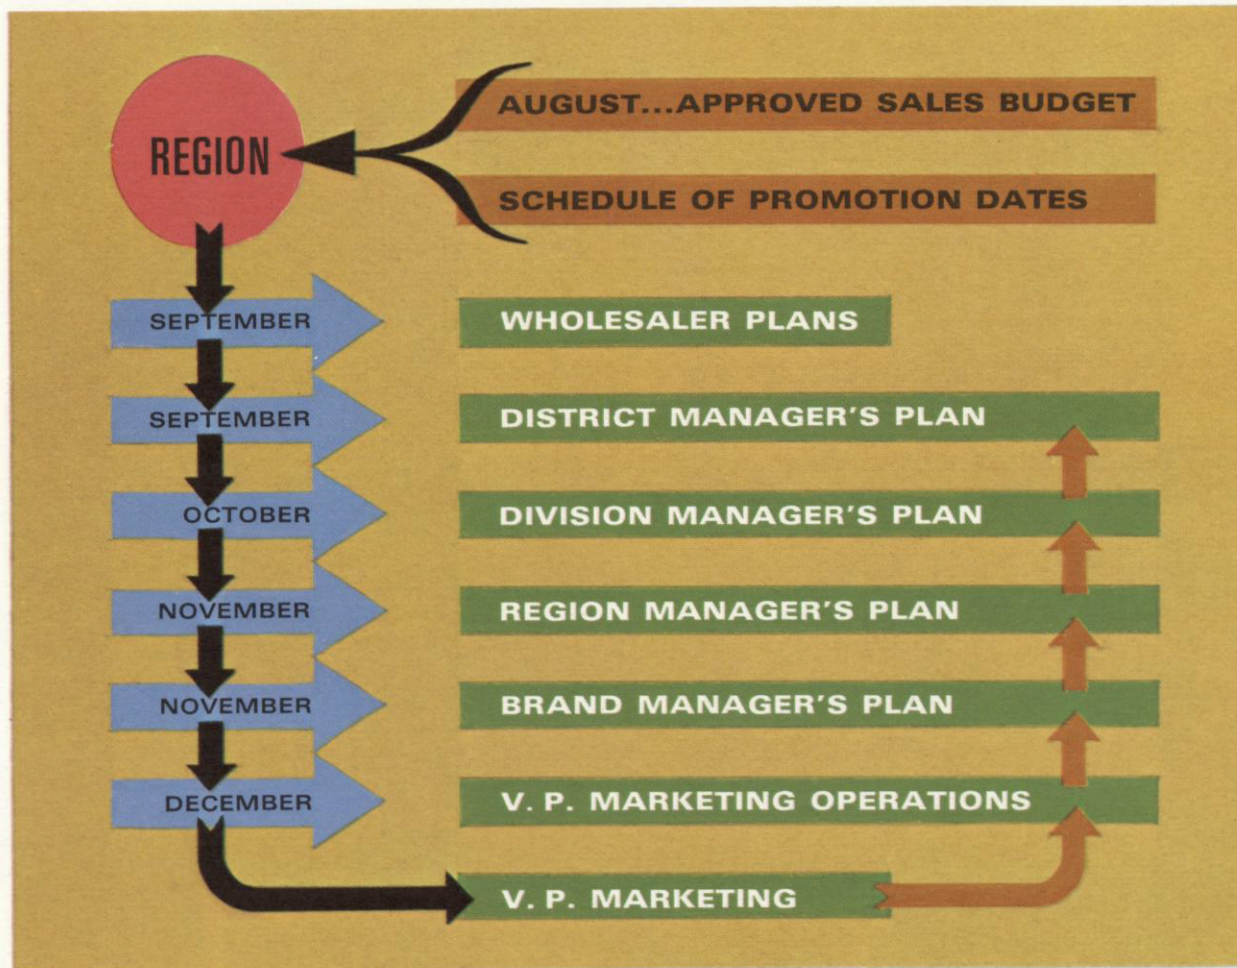 REGION
AUGUST...APPROVED SALES BUDGET
SCHEDULE OF PROMOTION DATES
SEPTEMBER
WHOLESALER PLANS
SEPTEMBER
DISTRICT MANAGER'S PLAN
OCTOBER
DIVISION MANAGER'S PLAN
NOVEMBER
REGION MANAGER'S PLAN
NOVEMBER
BRAND MANAGER'S PLAN
DECEMBER
V. P. MARKETING OPERATIONS
V. P. MARKETING